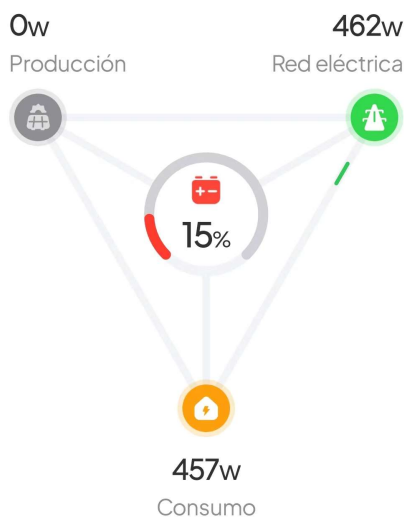 0w
462w
Producción
Red eléctrica
15%
457w
Consumo